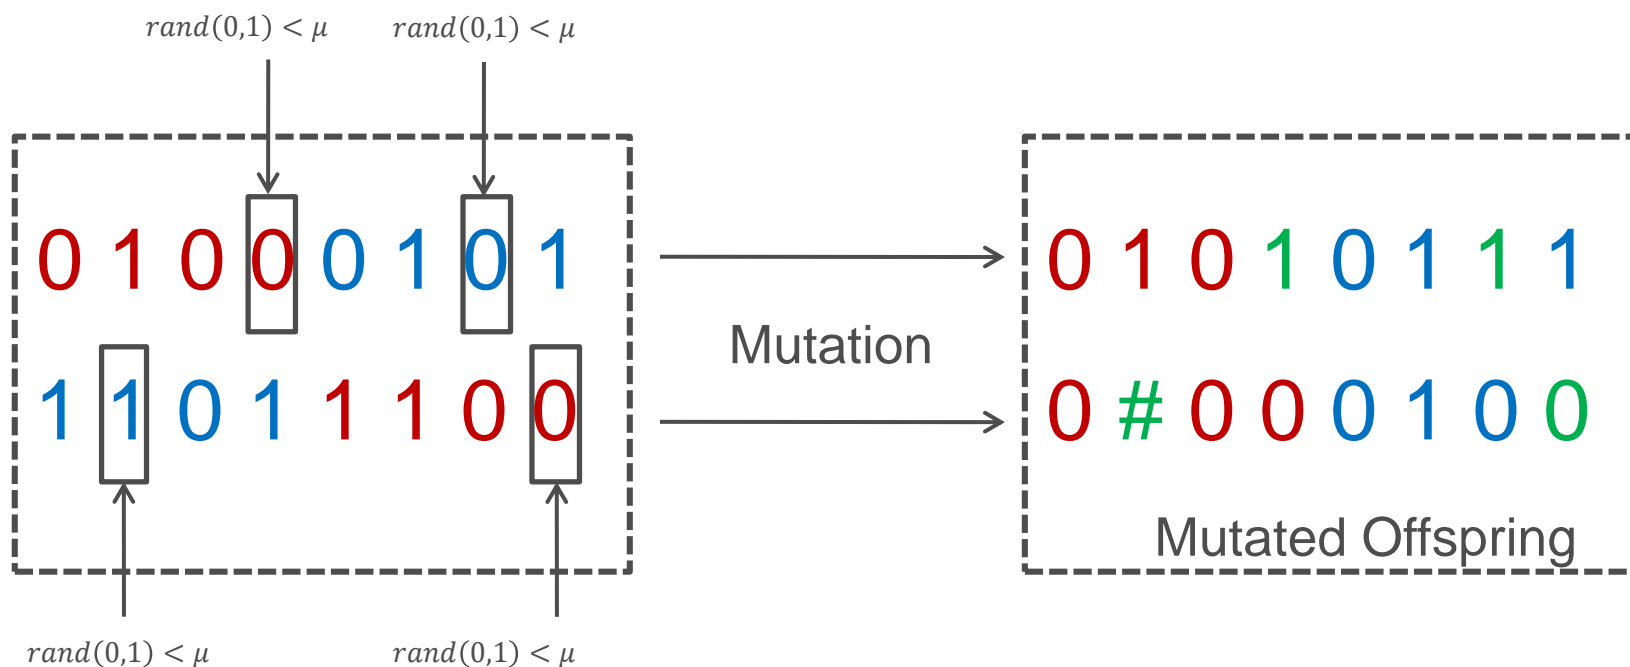 rand(0,1) < μ
rand(0,1) < μ
0 1 0 0 0 1 0 1
0 1 0 1 0 1 1 1
Mutation
1 1 0 1 1 1 0 0
0 # 0 0 0 1 0 0
Mutated Offspring
rand(0,1) < μ
rand(0,1) < μ